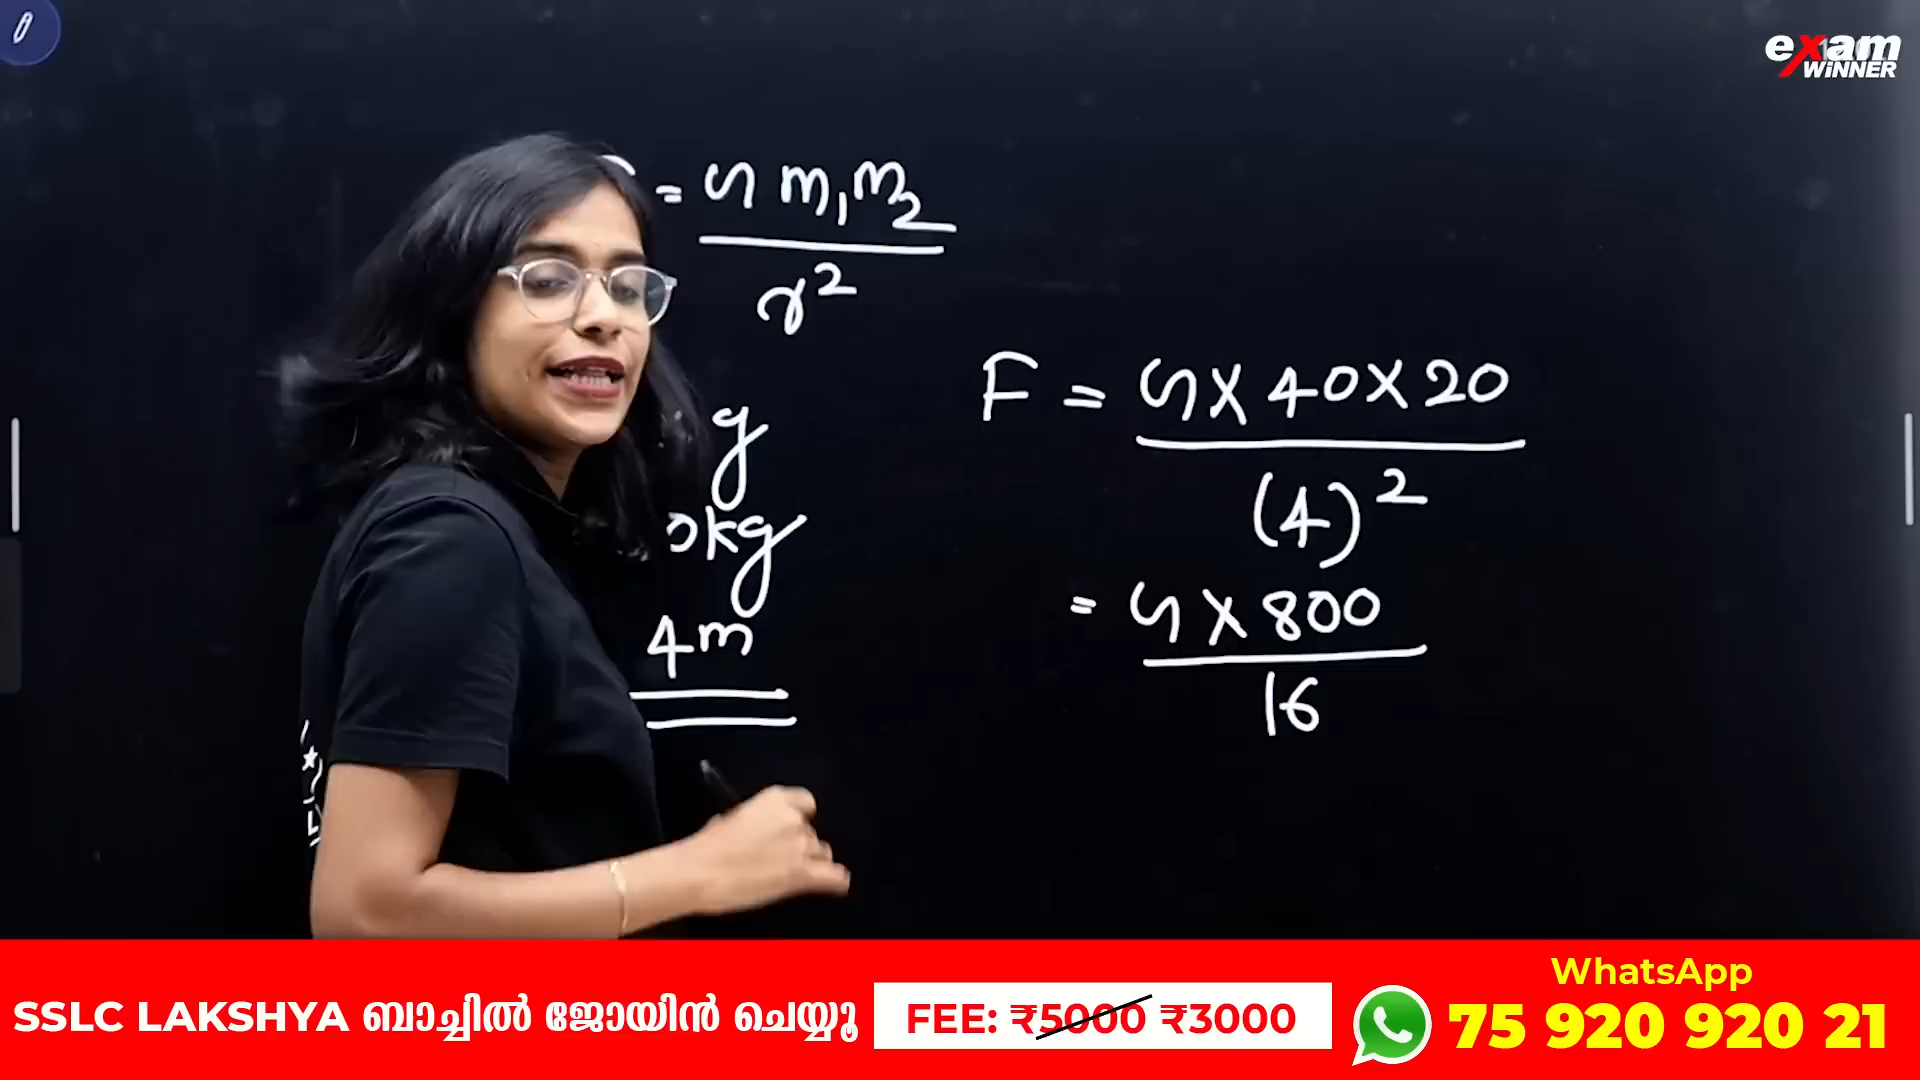 exam
WiNNER
= G m₁m₂
r²
g
0kg
4m
F = G × 40 × 20
(4)²
= G × 800
16
SSLC LAKSHYA ബാച്ചിൽ ജോയിൻ ചെയ്യൂ
FEE: ₹5000 ₹3000
WhatsApp
75 920 920 21